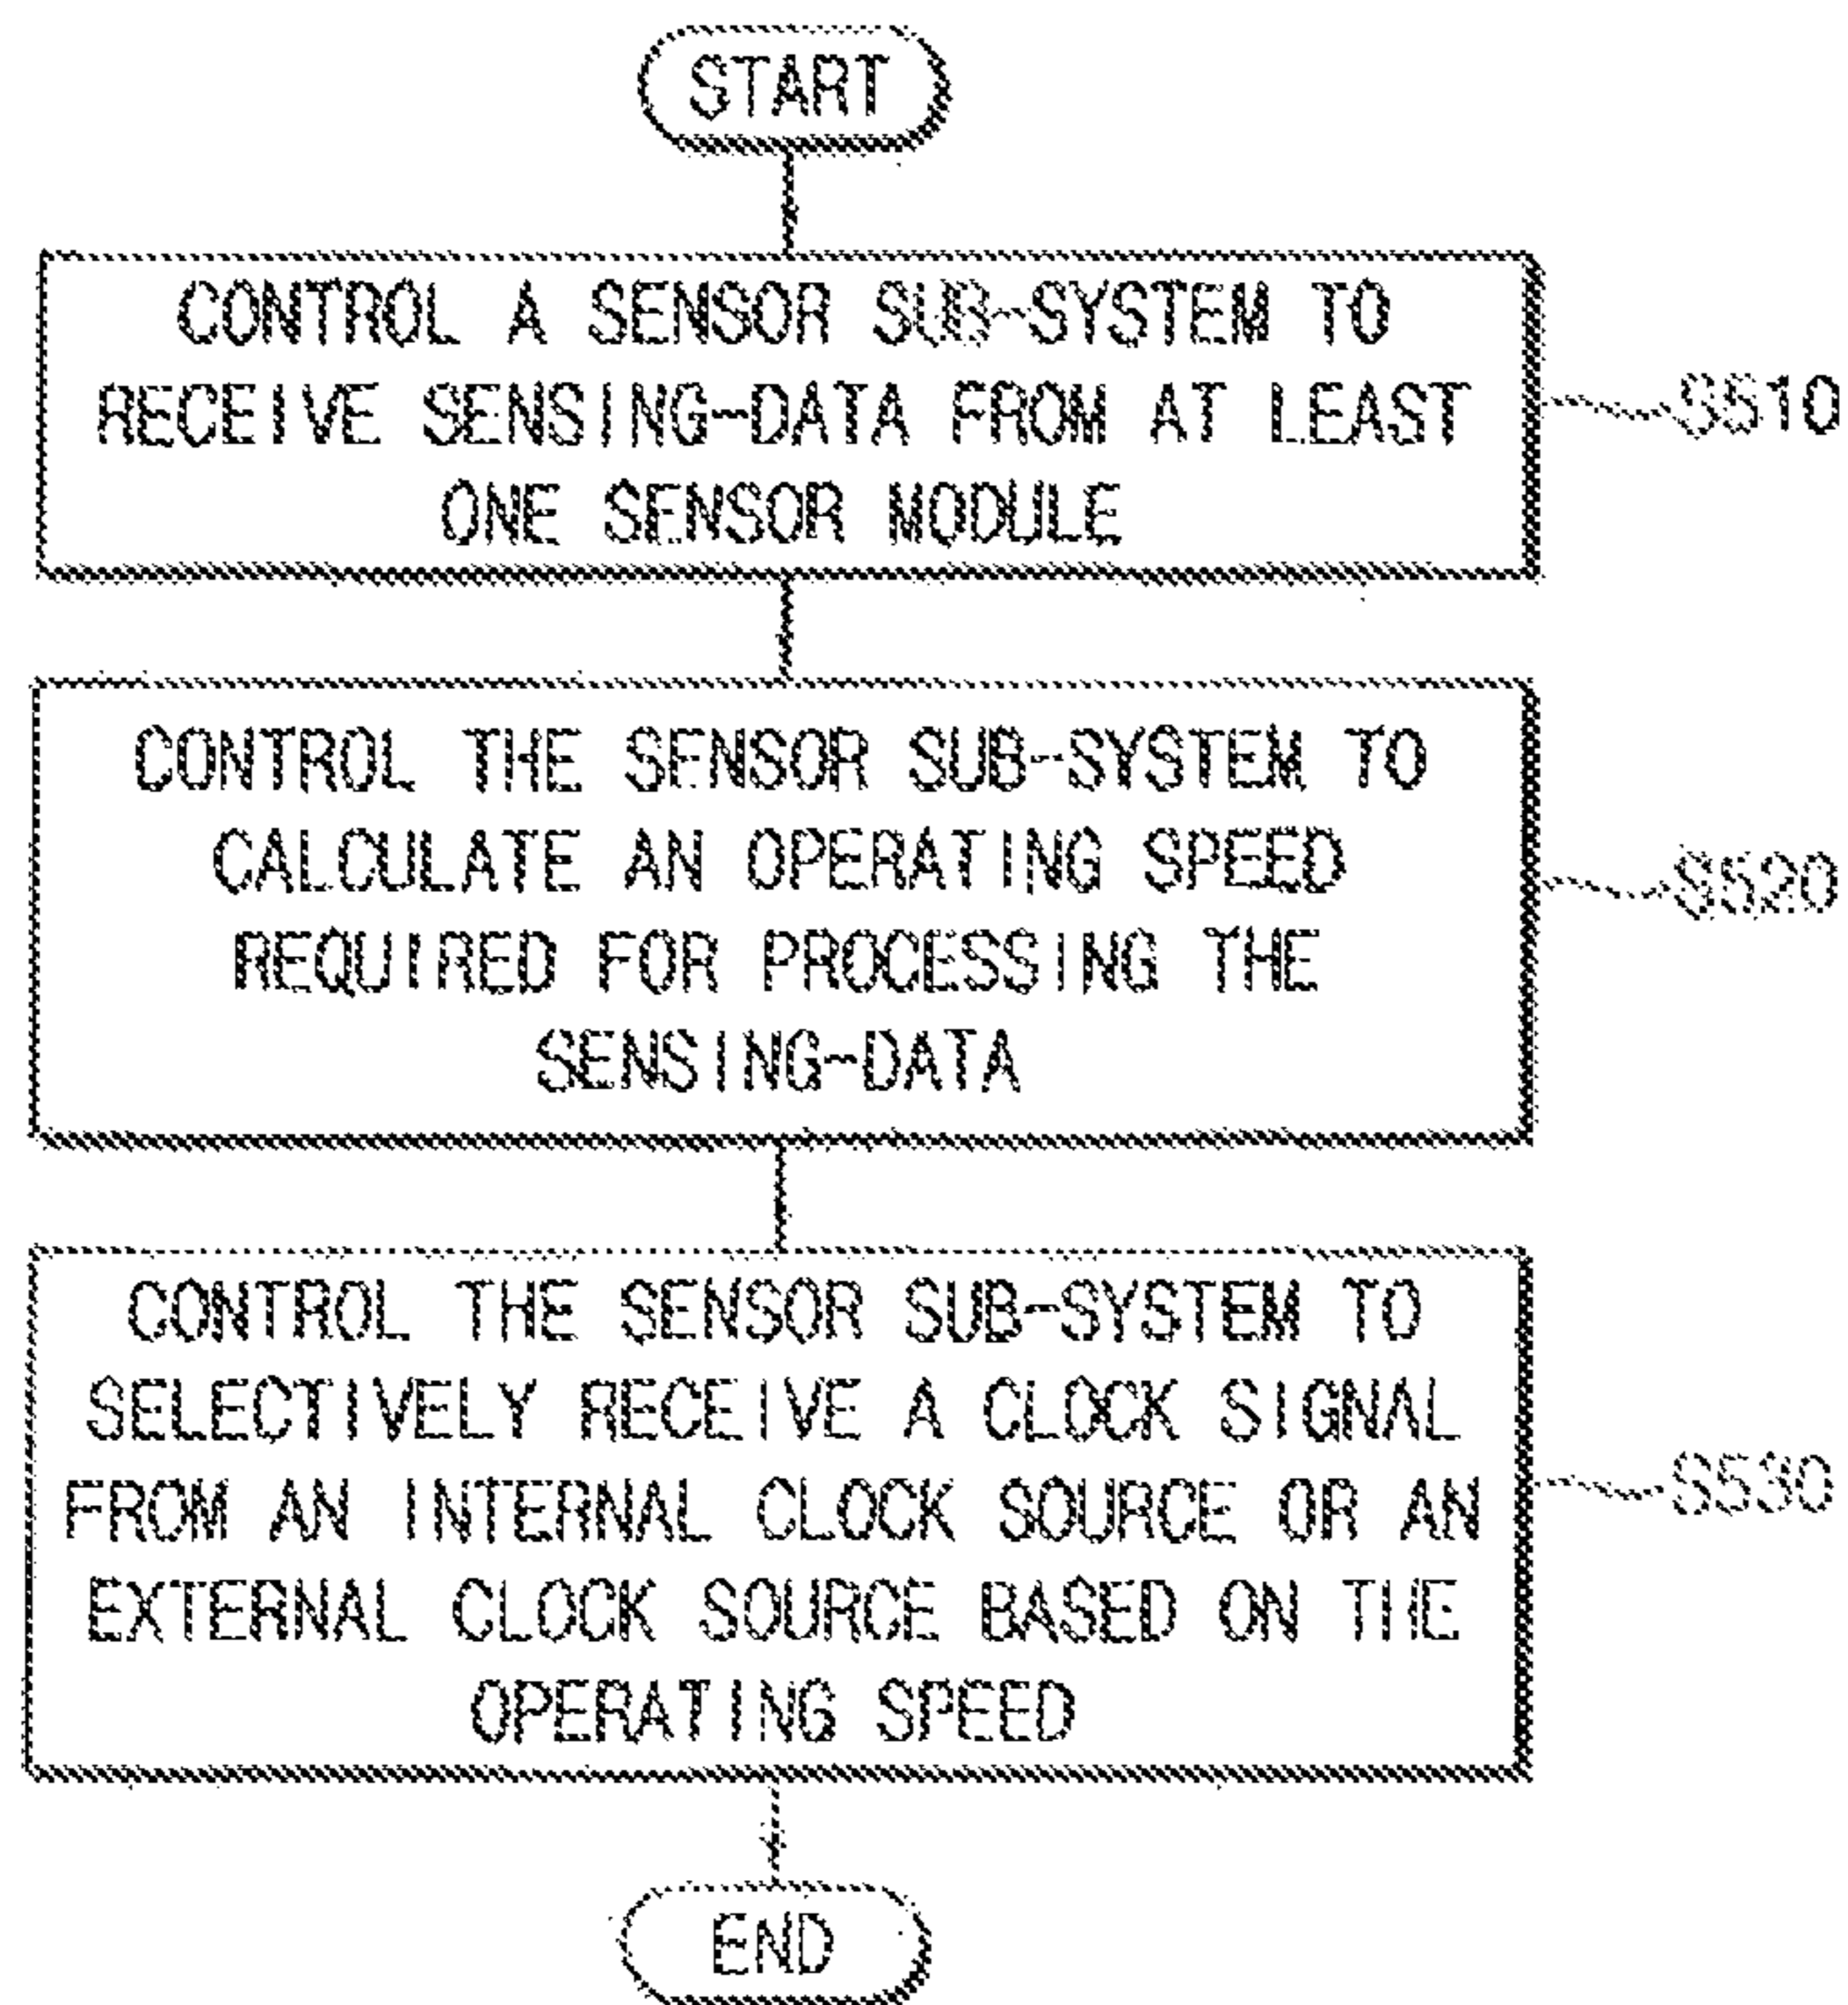 START
CONTROL A SENSOR SUB-SYSTEM TO
RECEIVE SENSING-DATA FROM AT LEAST
ONE SENSOR MODULE
S510
CONTROL THE SENSOR SUB-SYSTEM TO
CALCULATE AN OPERATING SPEED
REQUIRED FOR PROCESSING THE
SENSING-DATA
S520
CONTROL THE SENSOR SUB-SYSTEM TO
SELECTIVELY RECEIVE A CLOCK SIGNAL
FROM AN INTERNAL CLOCK SOURCE OR AN
EXTERNAL CLOCK SOURCE BASED ON THE
OPERATING SPEED
S530
END